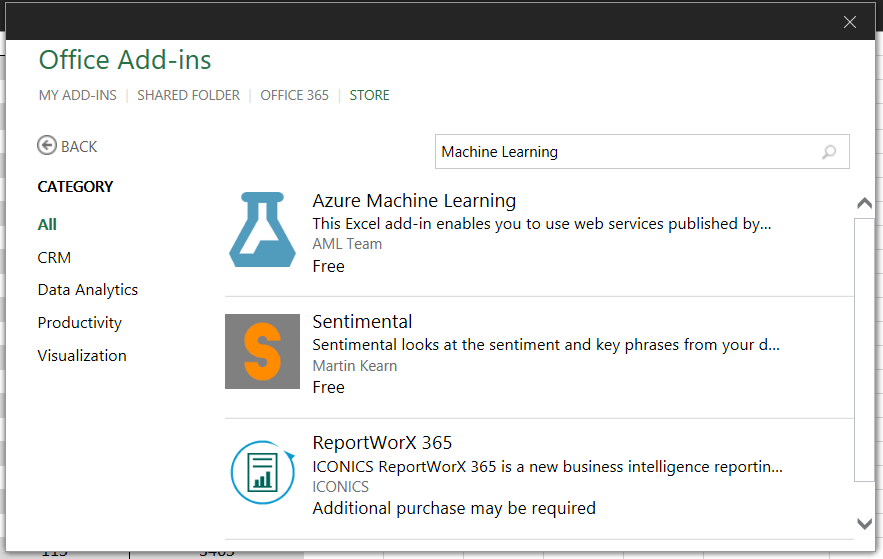 Office Add-ins
MY ADD-INS | SHARED FOLDER | OFFICE 365 | STORE
BACK
Machine Learning
CATEGORY
All
CRM
Data Analytics
Productivity
Visualization
Azure Machine Learning
This Excel add-in enables you to use web services published by...
AML Team
Free
S
Sentimental
Sentimental looks at the sentiment and key phrases from your d...
Martin Kearn
Free
ReportWorX 365
ICONICS ReportWorX 365 is a new business intelligence reportin...
ICONICS
Additional purchase may be required